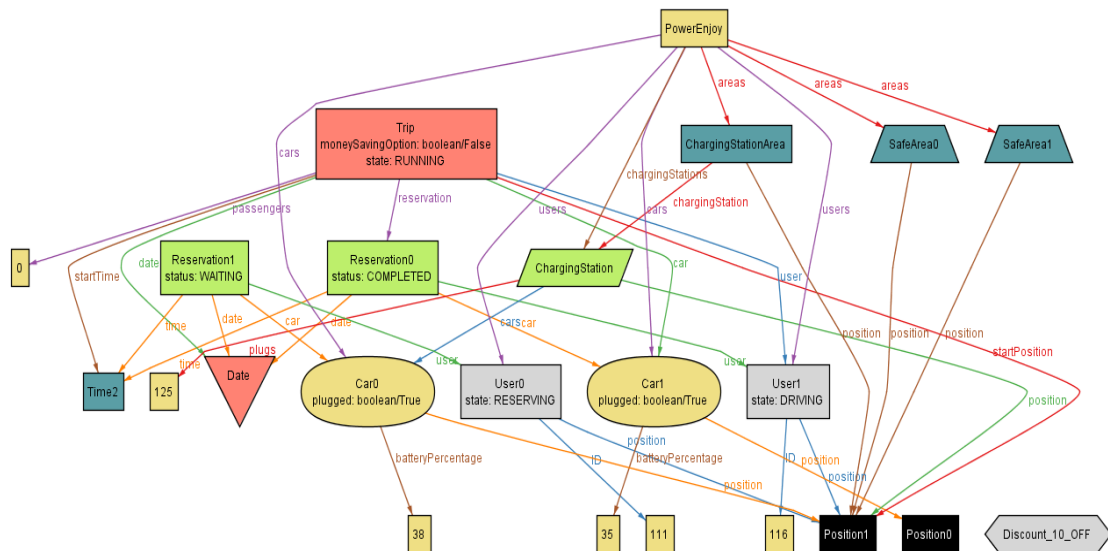 PowerEnjoy
areas
areas
areas
Trip
moneySavingOption: boolean/False
state: RUNNING
ChargingStationArea
SafeArea0
SafeArea1
cars
chargingStations
passengers
reservation
chargingStation
users
cars
users
0
Reservation1
status: WAITING
Reservation0
status: COMPLETED
ChargingStation
startTime
date
car
user
time
date
car
date
cars
car
position
position
position
startPosition
time
plugs
user
user
position
Time2
125
Date
Car0
plugged: boolean/True
User0
state: RESERVING
Car1
plugged: boolean/True
User1
state: DRIVING
batteryPercentage
position
ID
batteryPercentage
position
ID
position
position
38
35
111
116
Position1
Position0
Discount_10_OFF